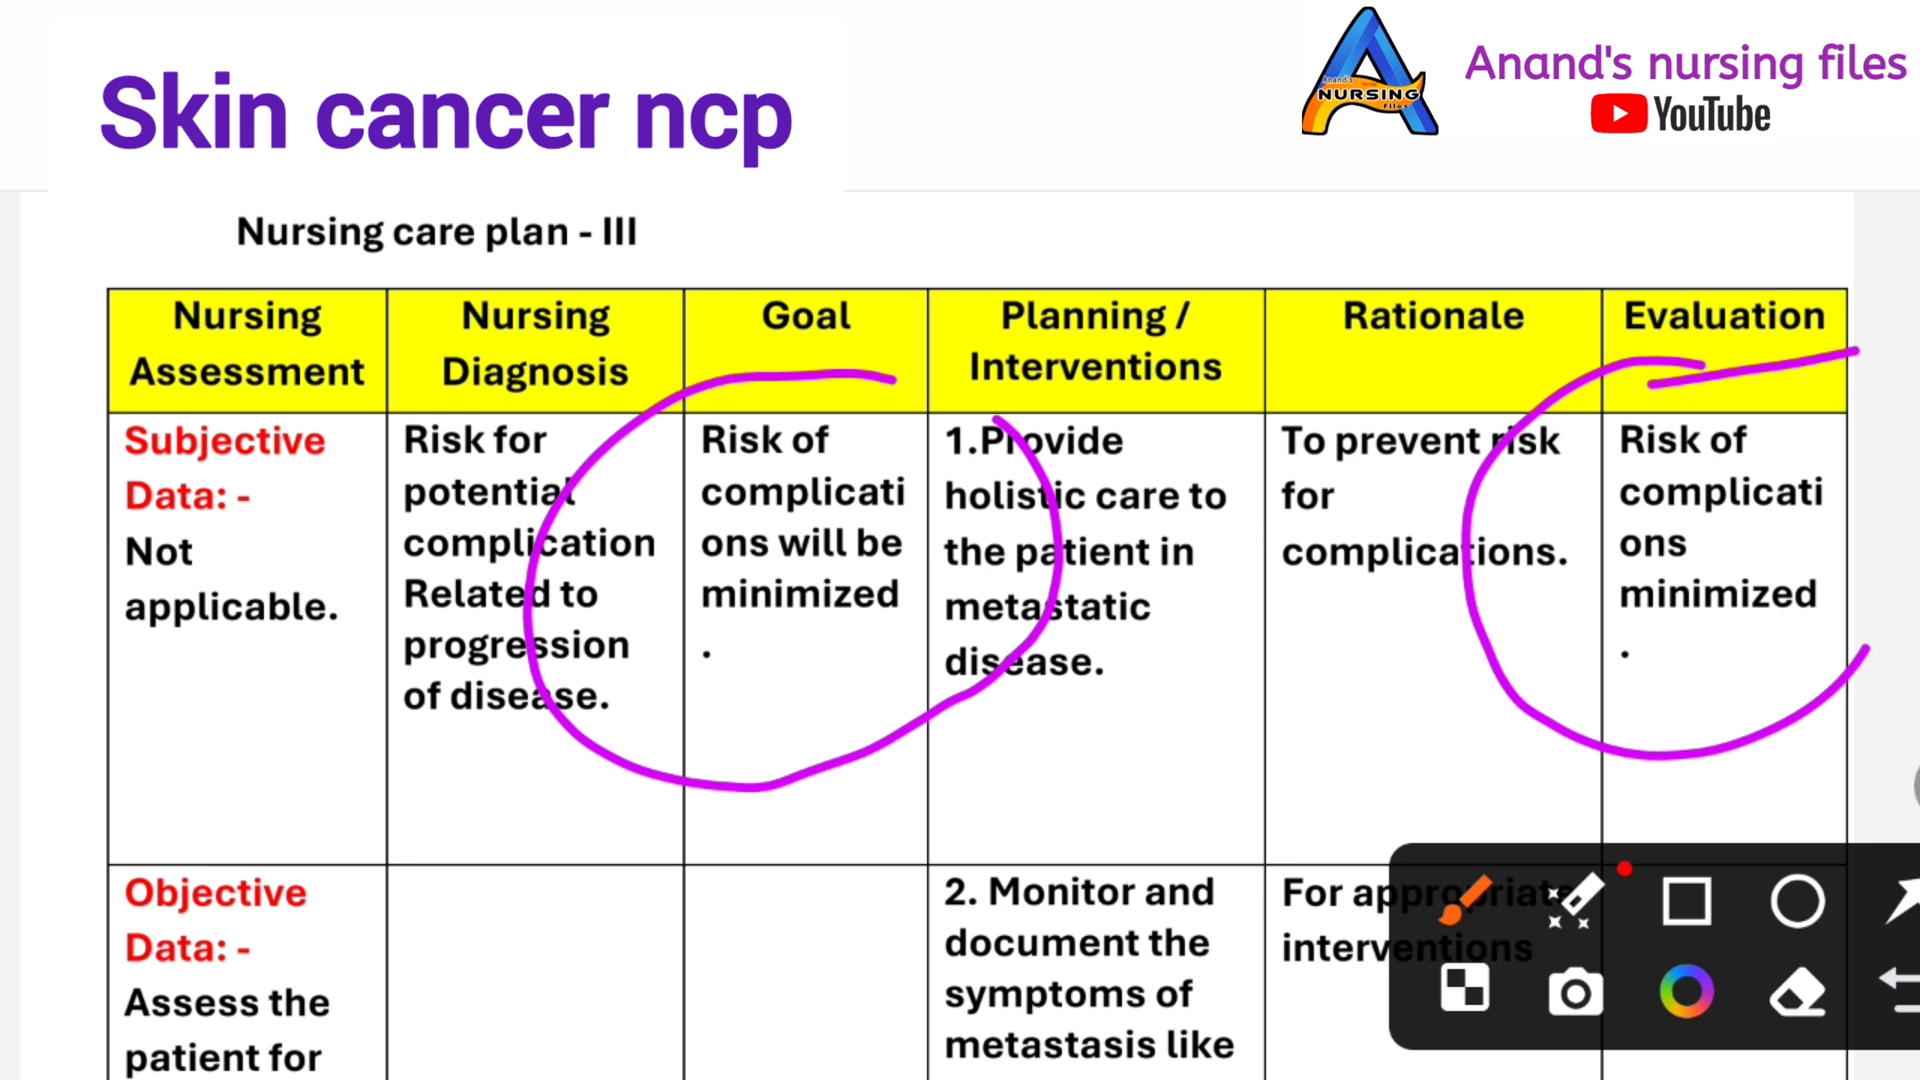 Skin cancer ncp
Anand's
NURSING
Files
Anand's nursing files
YouTube
Nursing care plan - III
Nursing
Assessment
Nursing
Diagnosis
Goal
Planning /
Interventions
Rationale
Evaluation
Subjective
Data: -
Not
applicable.
Risk for
potential
complication
Related to
progression
of disease.
Risk of
complicati
ons will be
minimized
.
1.Provide
holistic care to
the patient in
metastatic
disease.
To prevent risk
for
complications.
Risk of
complicati
ons
minimized
.
Objective
Data: -
Assess the
patient for
2. Monitor and
document the
symptoms of
metastasis like
For appropriate
interventions